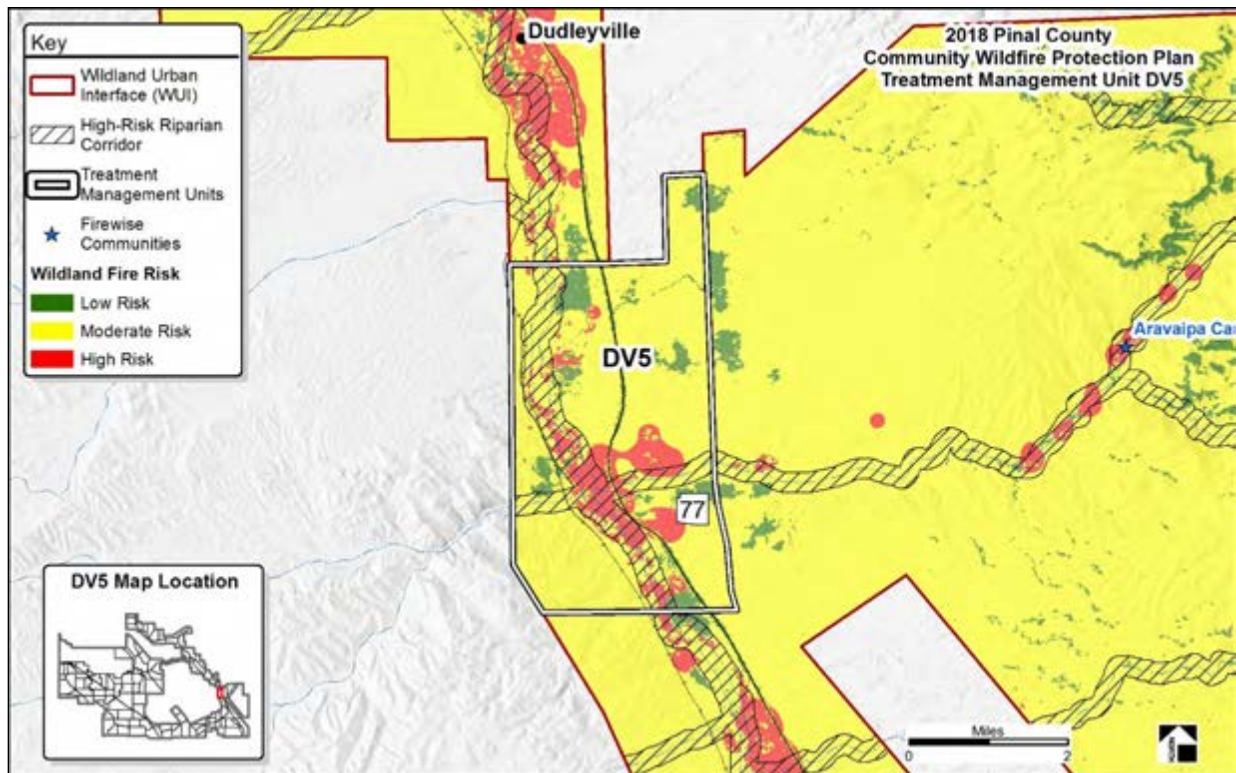 Key
Wildland Urban
Interface (WUI)
High-Risk Riparian
Corridor
Treatment
Management Units
Firewise
Communities
Wildland Fire Risk
Low Risk
Moderate Risk
High Risk
Dudleyville
2018 Pinal County
Community Wildfire Protection Plan
Treatment Management Unit DV5
DV5
Aravaipa Can
77
DV5 Map Location
Miles
0 2